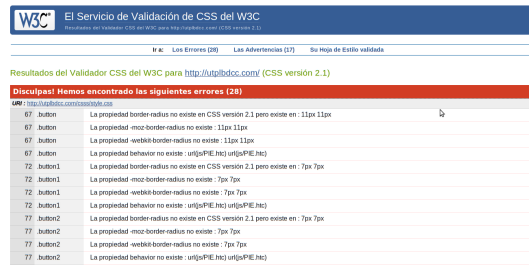 W3C® El Servicio de Validación de CSS del W3C
Resultados del Validador CSS del W3C para http://utplbdcc.com/ (CSS versión 2.1)
Ir a: Los Errores (28) Las Advertencias (17) Su Hoja de Estilo validada
Resultados del Validador CSS del W3C para http://utplbdcc.com/ (CSS versión 2.1)
Disculpas! Hemos encontrado las siguientes errores (28)
URI : http://utplbdcc.com/css/style.css
67 .button La propiedad border-radius no existe en CSS versión 2.1 pero existe en : 11px 11px
67 .button La propiedad -moz-border-radius no existe : 11px 11px
67 .button La propiedad -webkit-border-radius no existe : 11px 11px
67 .button La propiedad behavior no existe : url(js/PIE.htc) url(js/PIE.htc)
72 .button1 La propiedad border-radius no existe en CSS versión 2.1 pero existe en : 7px 7px
72 .button1 La propiedad -moz-border-radius no existe : 7px 7px
72 .button1 La propiedad -webkit-border-radius no existe : 7px 7px
72 .button1 La propiedad behavior no existe : url(js/PIE.htc) url(js/PIE.htc)
77 .button2 La propiedad border-radius no existe en CSS versión 2.1 pero existe en : 7px 7px
77 .button2 La propiedad -moz-border-radius no existe : 7px 7px
77 .button2 La propiedad -webkit-border-radius no existe : 7px 7px
77 .button2 La propiedad behavior no existe : url(js/PIE.htc) url(js/PIE.htc)